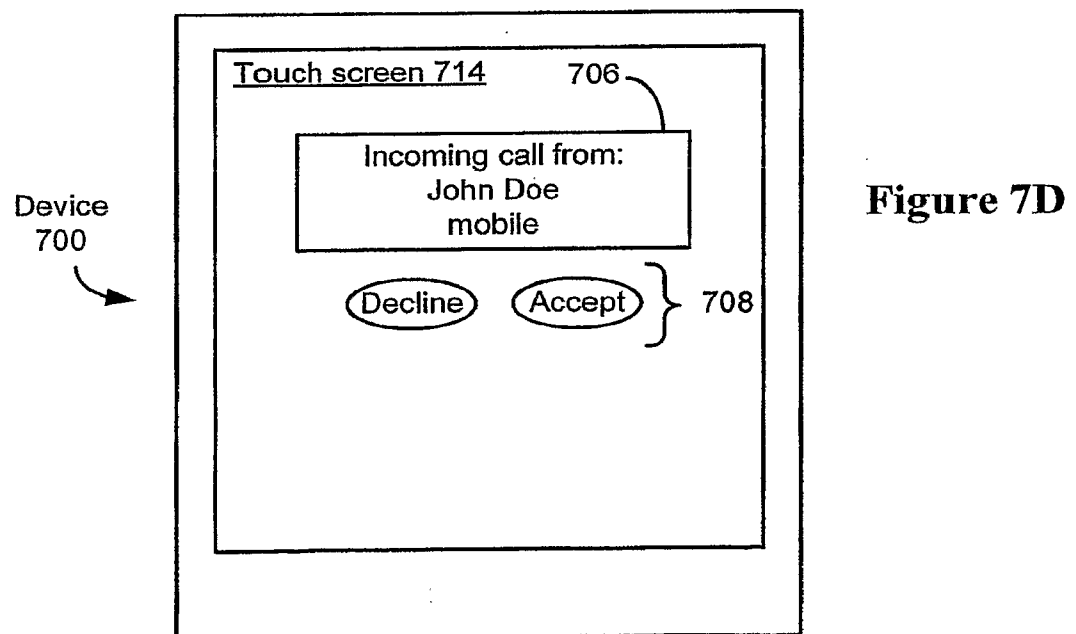 Touch screen 714
706
Incoming call from:
John Doe
mobile
Device
700
Figure 7D
Decline
Accept
708